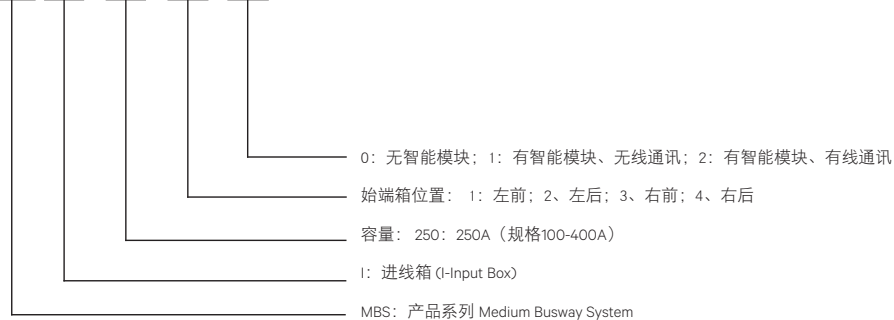 0：无智能模块；1：有智能模块、无线通讯；2：有智能模块、有线通讯
始端箱位置： 1：左前；2、左后；3、右前；4、右后
容量： 250：250A（规格100-400A）
I：进线箱 (I-Input Box)
MBS：产品系列 Medium Busway System